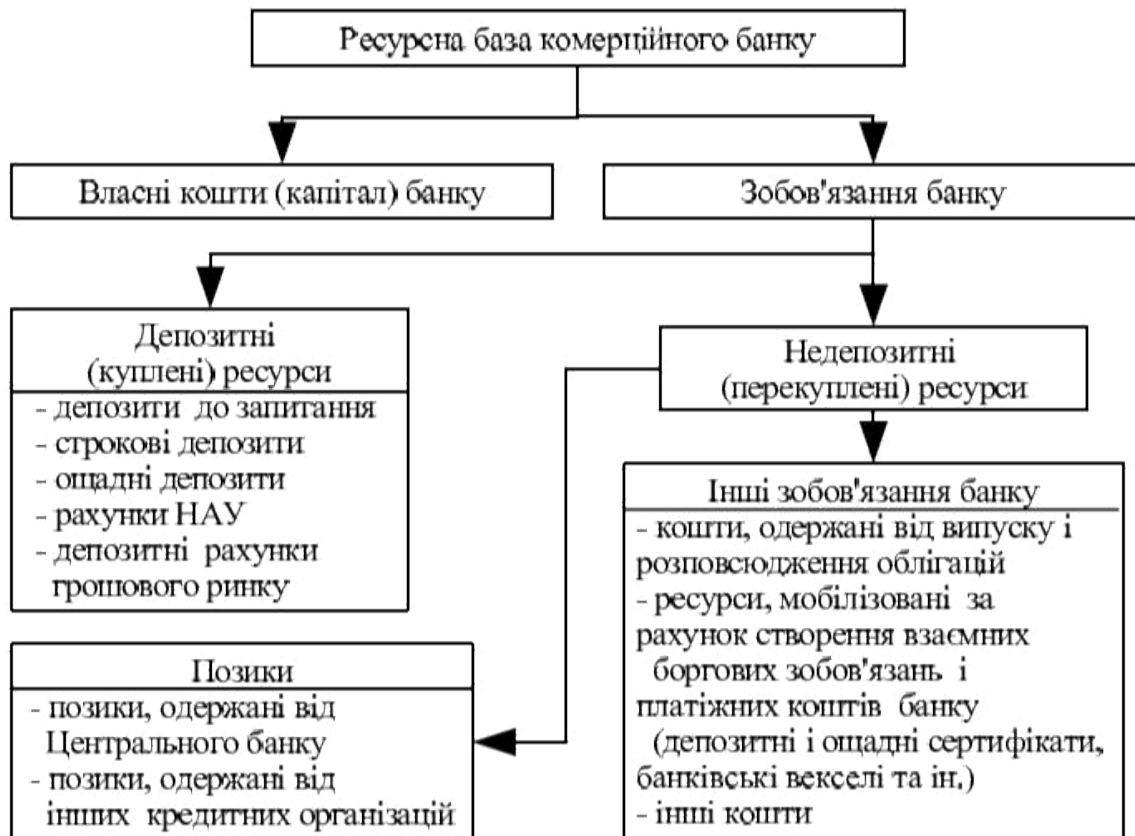 Ресурсна база комерційного банку
Власні кошти (капітал) банку
Зобов'язання банку
Депозитні
(куплені) ресурси
- депозити до запитання
- строкові депозити
- ощадні депозити
- рахунки НАУ
- депозитні рахунки
грошового ринку
Недепозитні
(перекуплені) ресурси
Позики
- позики, одержані від
Центрального банку
- позики, одержані від
інших кредитних організацій
Інші зобов'язання банку
- кошти, одержані від випуску і
розповсюдження облігацій
- ресурси, мобілізовані за
рахунок створення взаємних
боргових зобов'язань і
платіжних коштів банку
(депозитні і ощадні сертифікати,
банківські векселі та ін.)
- інші кошти